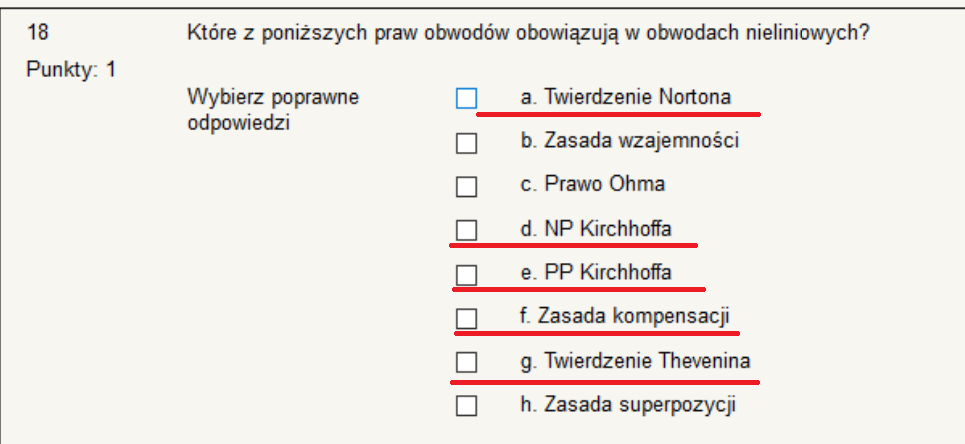 18 Które z poniższych praw obwodów obowiązują w obwodach nieliniowych?
Punkty: 1
Wybierz poprawne
odpowiedzi
a. Twierdzenie Nortona
b. Zasada wzajemności
c. Prawo Ohma
d. NP Kirchhoffa
e. PP Kirchhoffa
f. Zasada kompensacji
g. Twierdzenie Thevenina
h. Zasada superpozycji